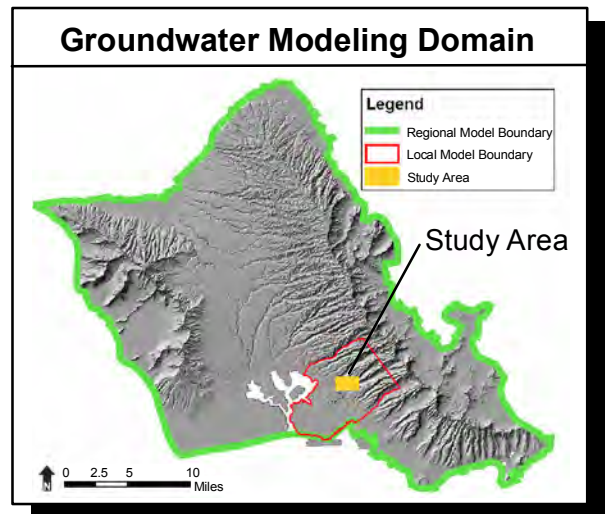 Groundwater Modeling Domain
Legend
Regional Model Boundary
Local Model Boundary
Study Area
Study Area
N
0 2.5 5 10
Miles